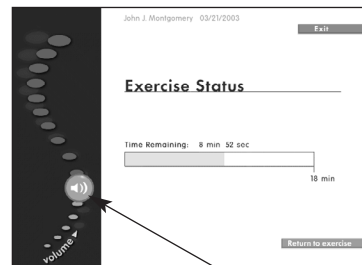 John J. Montgomery 03/21/2003
Exit
Exercise Status
Time Remaining: 8 min 52 sec
18 min
volume
Return to exercise